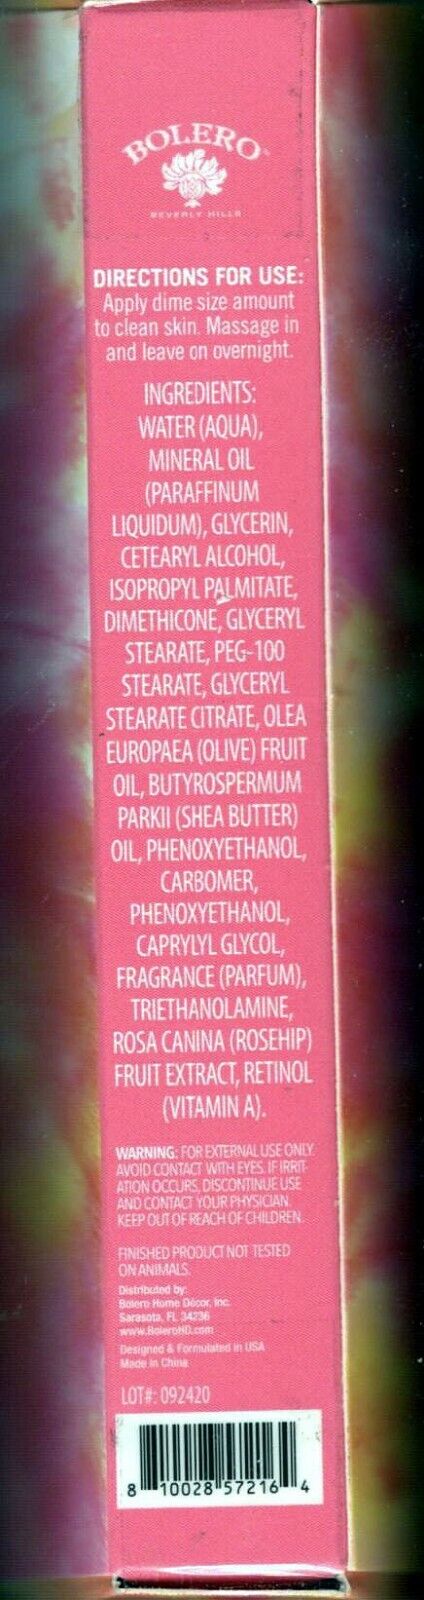 BOLERO™
BEVERLY HILLS
DIRECTIONS FOR USE:
Apply dime size amount
to clean skin. Massage in
and leave on overnight.
INGREDIENTS:
WATER (AQUA),
MINERAL OIL
(PARAFFINUM
LIQUIDUM), GLYCERIN,
CETEARYL ALCOHOL,
ISOPROPYL PALMITATE,
DIMETHICONE, GLYCERYL
STEARATE, PEG-100
STEARATE, GLYCERYL
STEARATE CITRATE, OLEA
EUROPAEA (OLIVE) FRUIT
OIL, BUTYROSPERMUM
PARKII (SHEA BUTTER)
OIL, PHENOXYETHANOL,
CARBOMER,
PHENOXYETHANOL,
CAPRYLYL GLYCOL,
FRAGRANCE (PARFUM),
TRIETHANOLAMINE,
ROSA CANINA (ROSEHIP)
FRUIT EXTRACT, RETINOL
(VITAMIN A).
WARNING: FOR EXTERNAL USE ONLY.
AVOID CONTACT WITH EYES. IF IRRIT-
ATION OCCURS, DISCONTINUE USE
AND CONTACT YOUR PHYSICIAN.
KEEP OUT OF REACH OF CHILDREN.
FINISHED PRODUCT NOT TESTED
ON ANIMALS.
Distributed by:
Bolero Home Décor, Inc.
Sarasota, FL 34236
www.BoleroHD.com
Designed & Formulated in USA
Made in China
LOT#: 092420
8 10028 57216 4